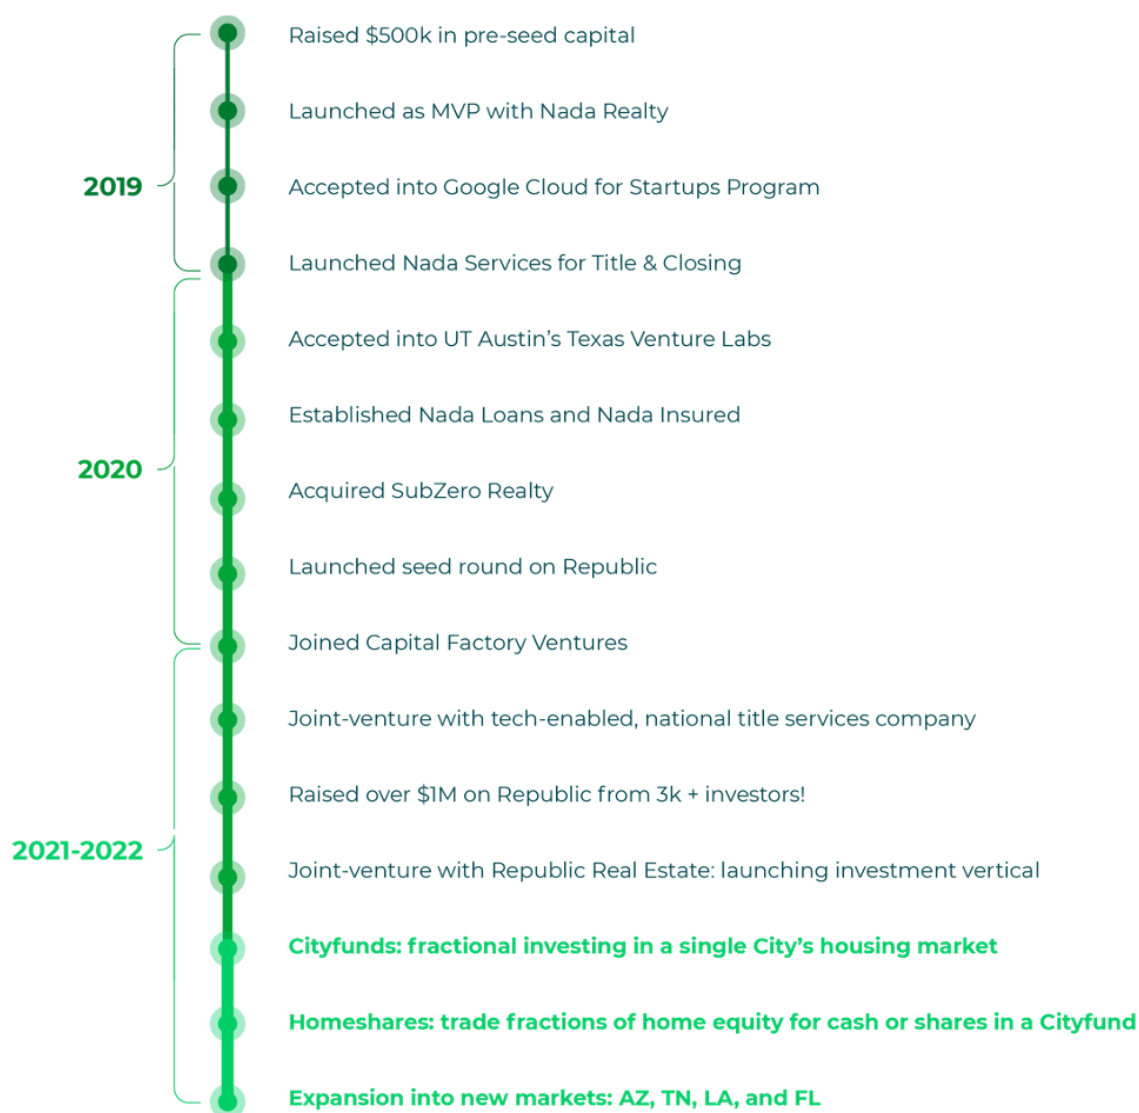 Raised $500k in pre-seed capital
Launched as MVP with Nada Realty
2019
Accepted into Google Cloud for Startups Program
Launched Nada Services for Title & Closing
Accepted into UT Austin’s Texas Venture Labs
Established Nada Loans and Nada Insured
2020
Acquired SubZero Realty
Launched seed round on Republic
Joined Capital Factory Ventures
Joint-venture with tech-enabled, national title services company
Raised over $1M on Republic from 3k + investors!
2021-2022
Joint-venture with Republic Real Estate: launching investment vertical
Cityfunds: fractional investing in a single City’s housing market
Homeshares: trade fractions of home equity for cash or shares in a Cityfund
Expansion into new markets: AZ, TN, LA, and FL